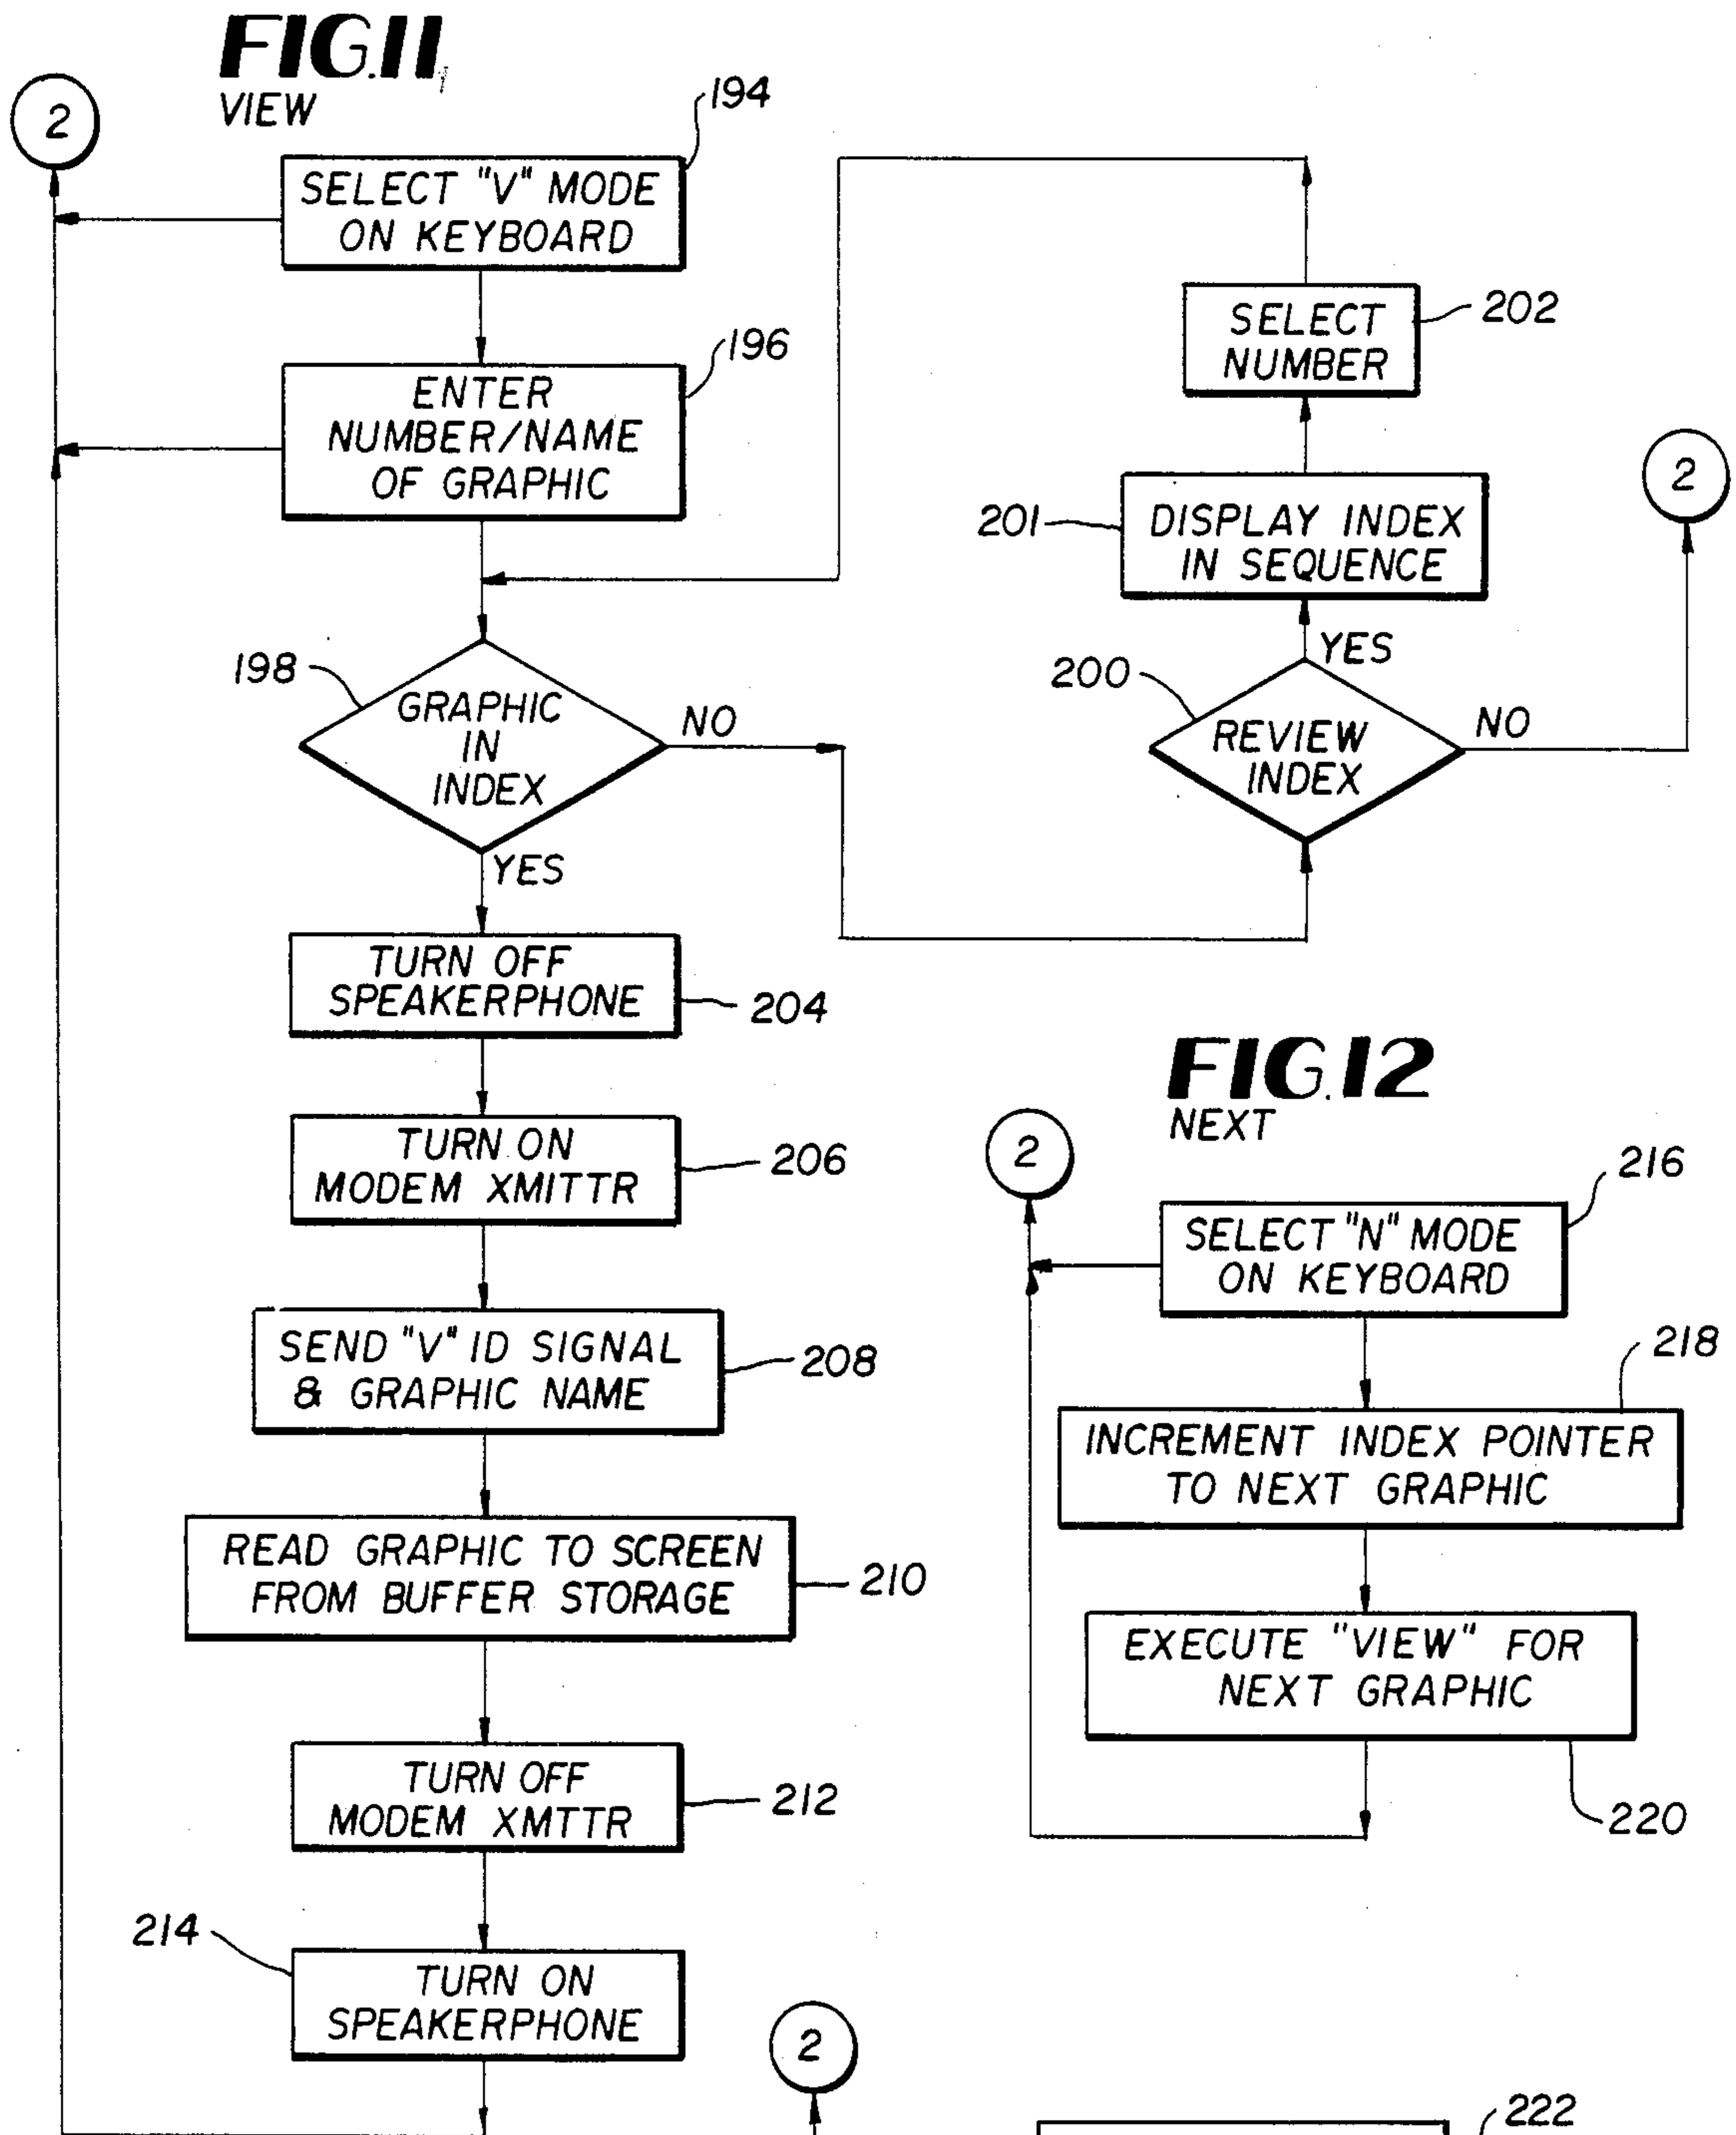 FIG.11
VIEW
2
194
SELECT "V" MODE
ON KEYBOARD
196
ENTER
NUMBER/NAME
OF GRAPHIC
202
SELECT
NUMBER
2
201
DISPLAY INDEX
IN SEQUENCE
YES
200
REVIEW
INDEX
NO
198
GRAPHIC
IN
INDEX
NO
YES
TURN OFF
SPEAKERPHONE
204
TURN ON
MODEM XMITTR
206
SEND "V" ID SIGNAL
& GRAPHIC NAME
208
READ GRAPHIC TO SCREEN
FROM BUFFER STORAGE
210
TURN OFF
MODEM XMTTR
212
214
TURN ON
SPEAKERPHONE
FIG.12
NEXT
2
216
SELECT "N" MODE
ON KEYBOARD
218
INCREMENT INDEX POINTER
TO NEXT GRAPHIC
EXECUTE "VIEW" FOR
NEXT GRAPHIC
220
2
222